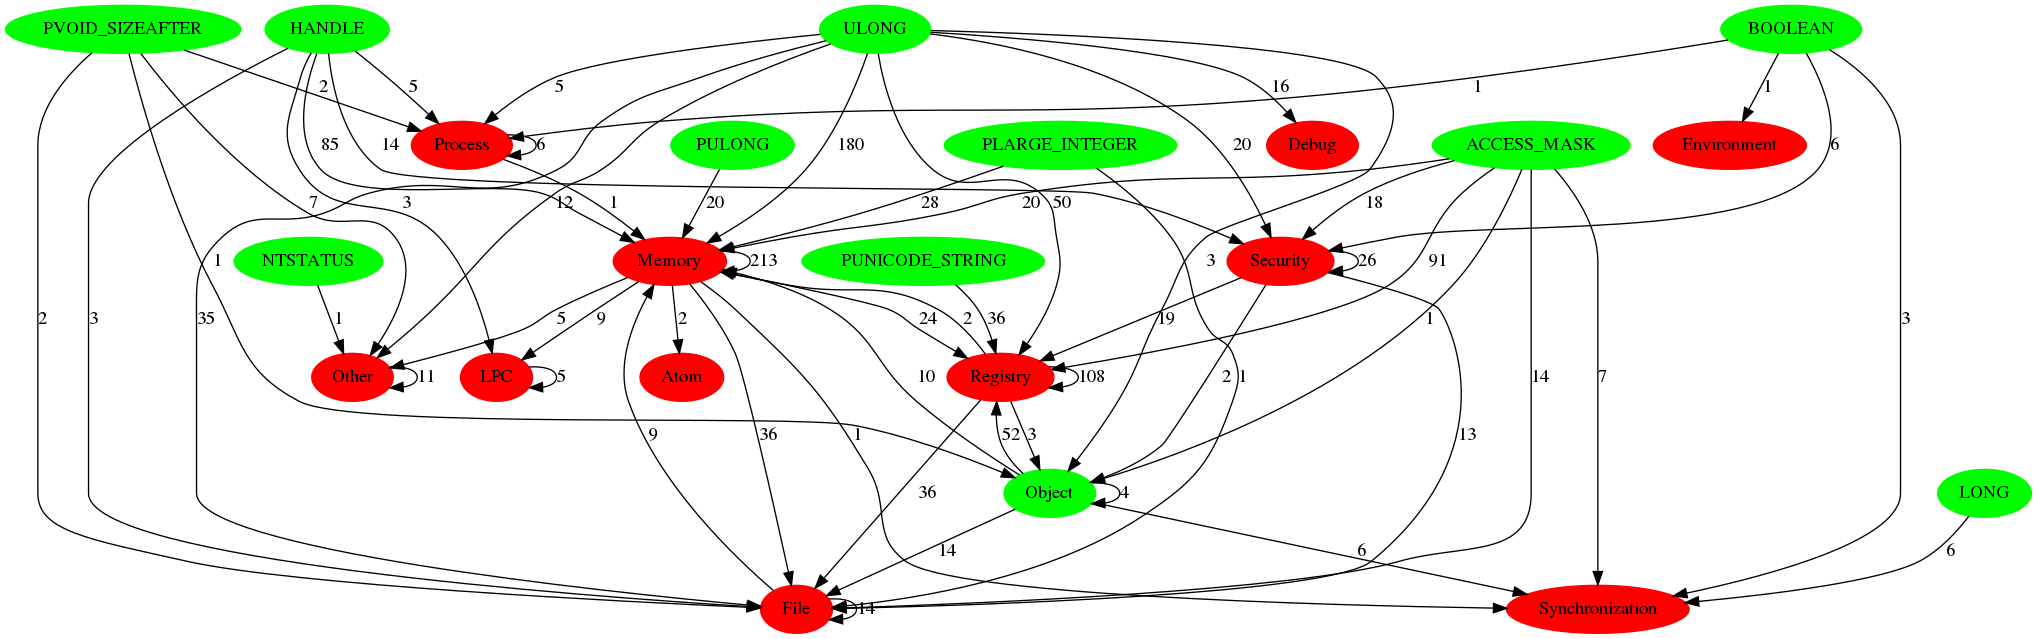 PVOID_SIZEAFTER HANDLE ULONG BOOLEAN
2 5 5 16 1 1
Process PULONG PLARGE_INTEGER Debug ACCESS_MASK Environment
6 85 14 180 20 6
7 3 12 1 20 28 20 50 18
NTSTATUS Memory PUNICODE_STRING Security
1 213 3 26 91
2 3 35 1 5 9 2 24 2 36 19 1 14 7 3
Other LPC Atom Registry
11 5 10 108 2 1
9 36 1 52 3 13
Object LONG
36 4
14 6 6
File Synchronization
14